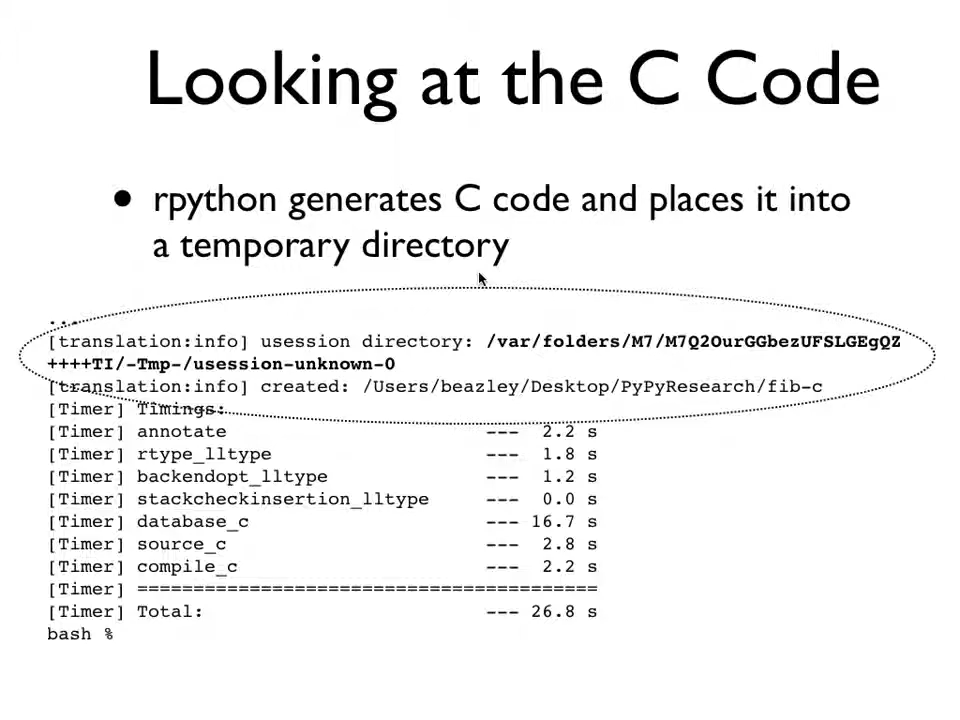 Looking at the C Code
• rpython generates C code and places it into
a temporary directory
...
[translation:info] usession directory: /var/folders/M7/M7Q2OurGGbezUFSLGEgQZ
++++TI/-Tmp-/usession-unknown-0
[translation:info] created: /Users/beazley/Desktop/PyPyResearch/fib-c
[Timer] Timings:
[Timer] annotate --- 2.2 s
[Timer] rtype_lltype --- 1.8 s
[Timer] backendopt_lltype --- 1.2 s
[Timer] stackcheckinsertion_lltype --- 0.0 s
[Timer] database_c --- 16.7 s
[Timer] source_c --- 2.8 s
[Timer] compile_c --- 2.2 s
[Timer] =========================================
[Timer] Total: --- 26.8 s
bash %